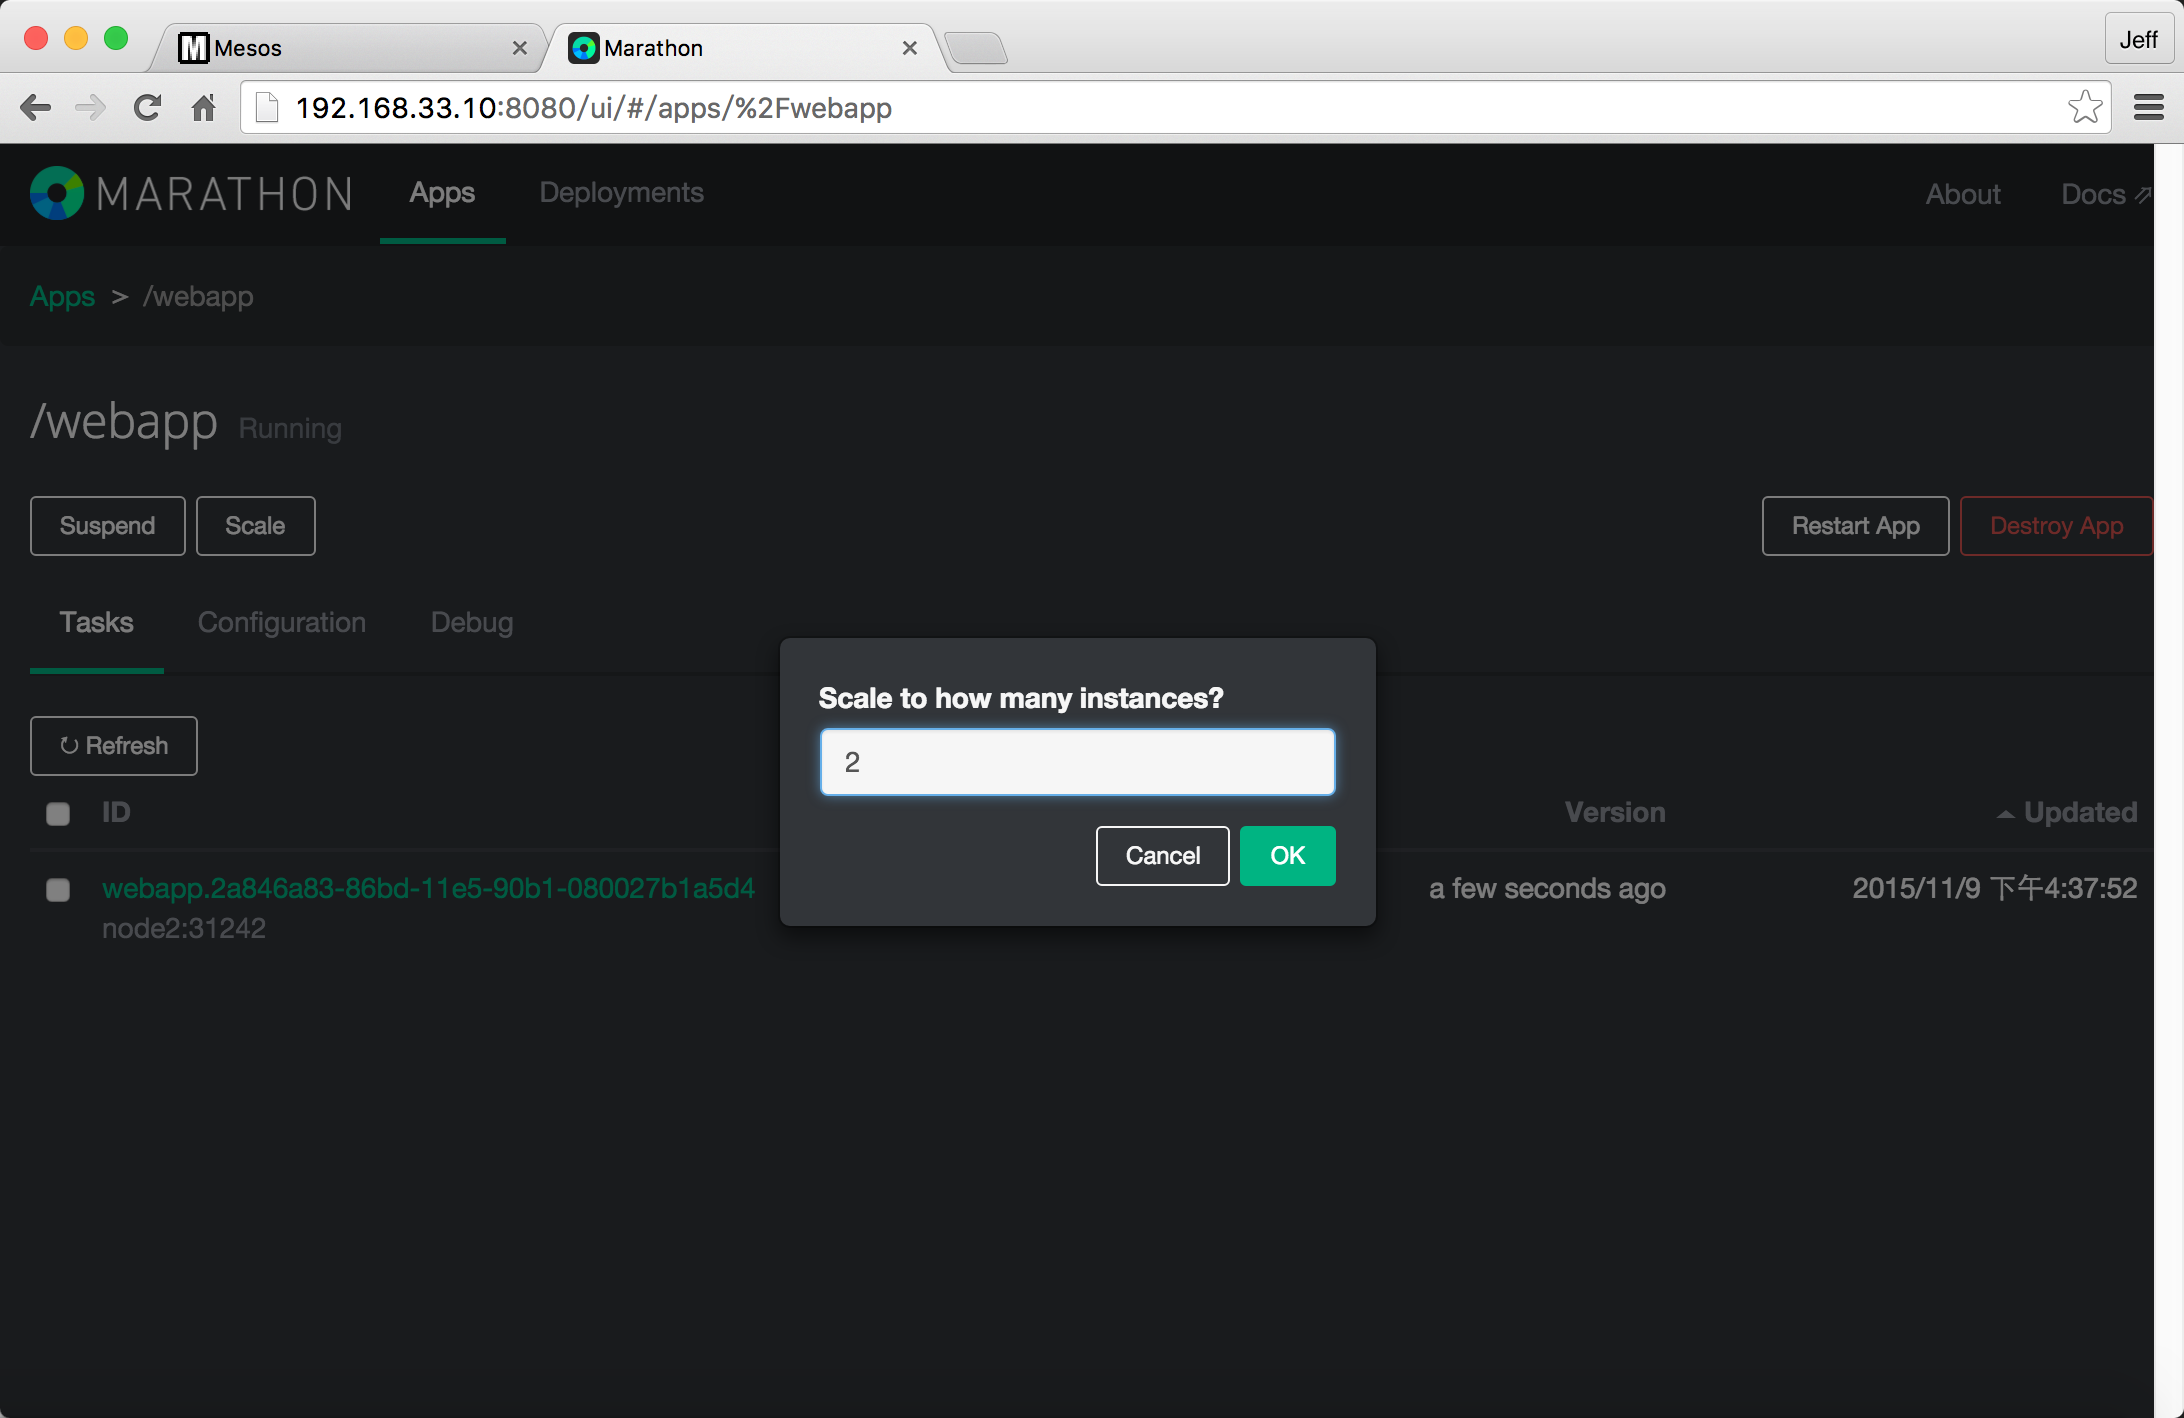 Mesos
Marathon
Jeff
192.168.33.10:8080/ui/#/apps/%2Fwebapp
MARATHON Apps Deployments About Docs
Apps > /webapp
/webapp Running
Suspend Scale Restart App Destroy App
Tasks Configuration Debug
Scale to how many instances?
2
Cancel OK
Refresh
ID Version Updated
webapp.2a846a83-86bd-11e5-90b1-080027b1a5d4 a few seconds ago 2015/11/9 下午4:37:52
node2:31242